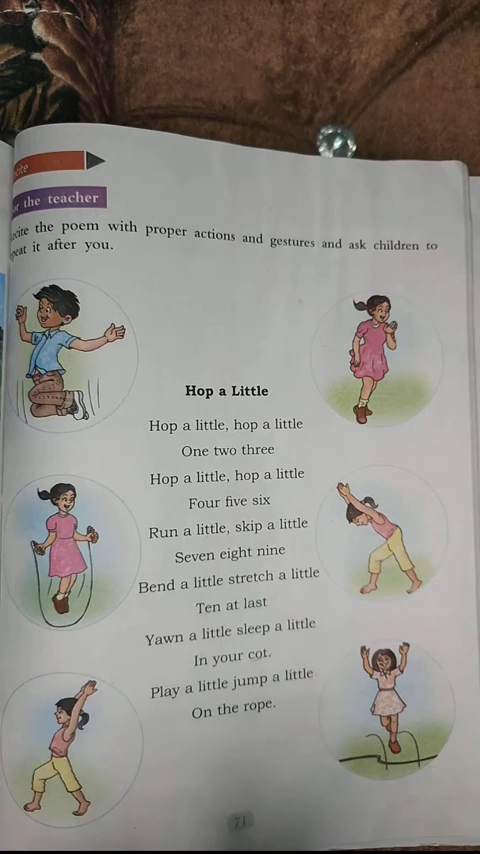 cite
the teacher
cite the poem with proper actions and gestures and ask children to
peat it after you.
Hop a Little
Hop a little, hop a little
One two three
Hop a little, hop a little
Four five six
Run a little, skip a little
Seven eight nine
Bend a little stretch a little
Ten at last
Yawn a little sleep a little
In your cot.
Play a little jump a little
On the rope.
71